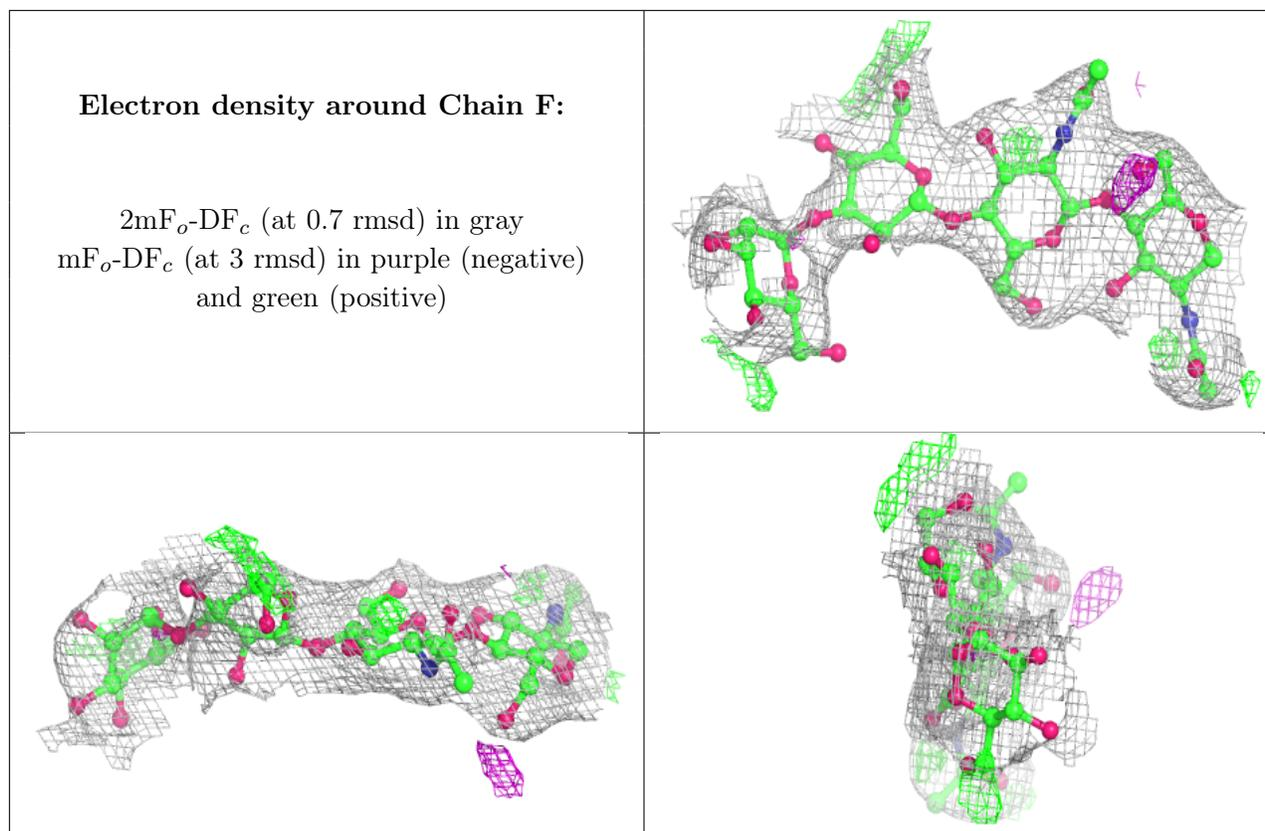 Electron density around Chain F:
2mFₒ-DF𝒸 (at 0.7 rmsd) in gray
mFₒ-DF𝒸 (at 3 rmsd) in purple (negative)
and green (positive)